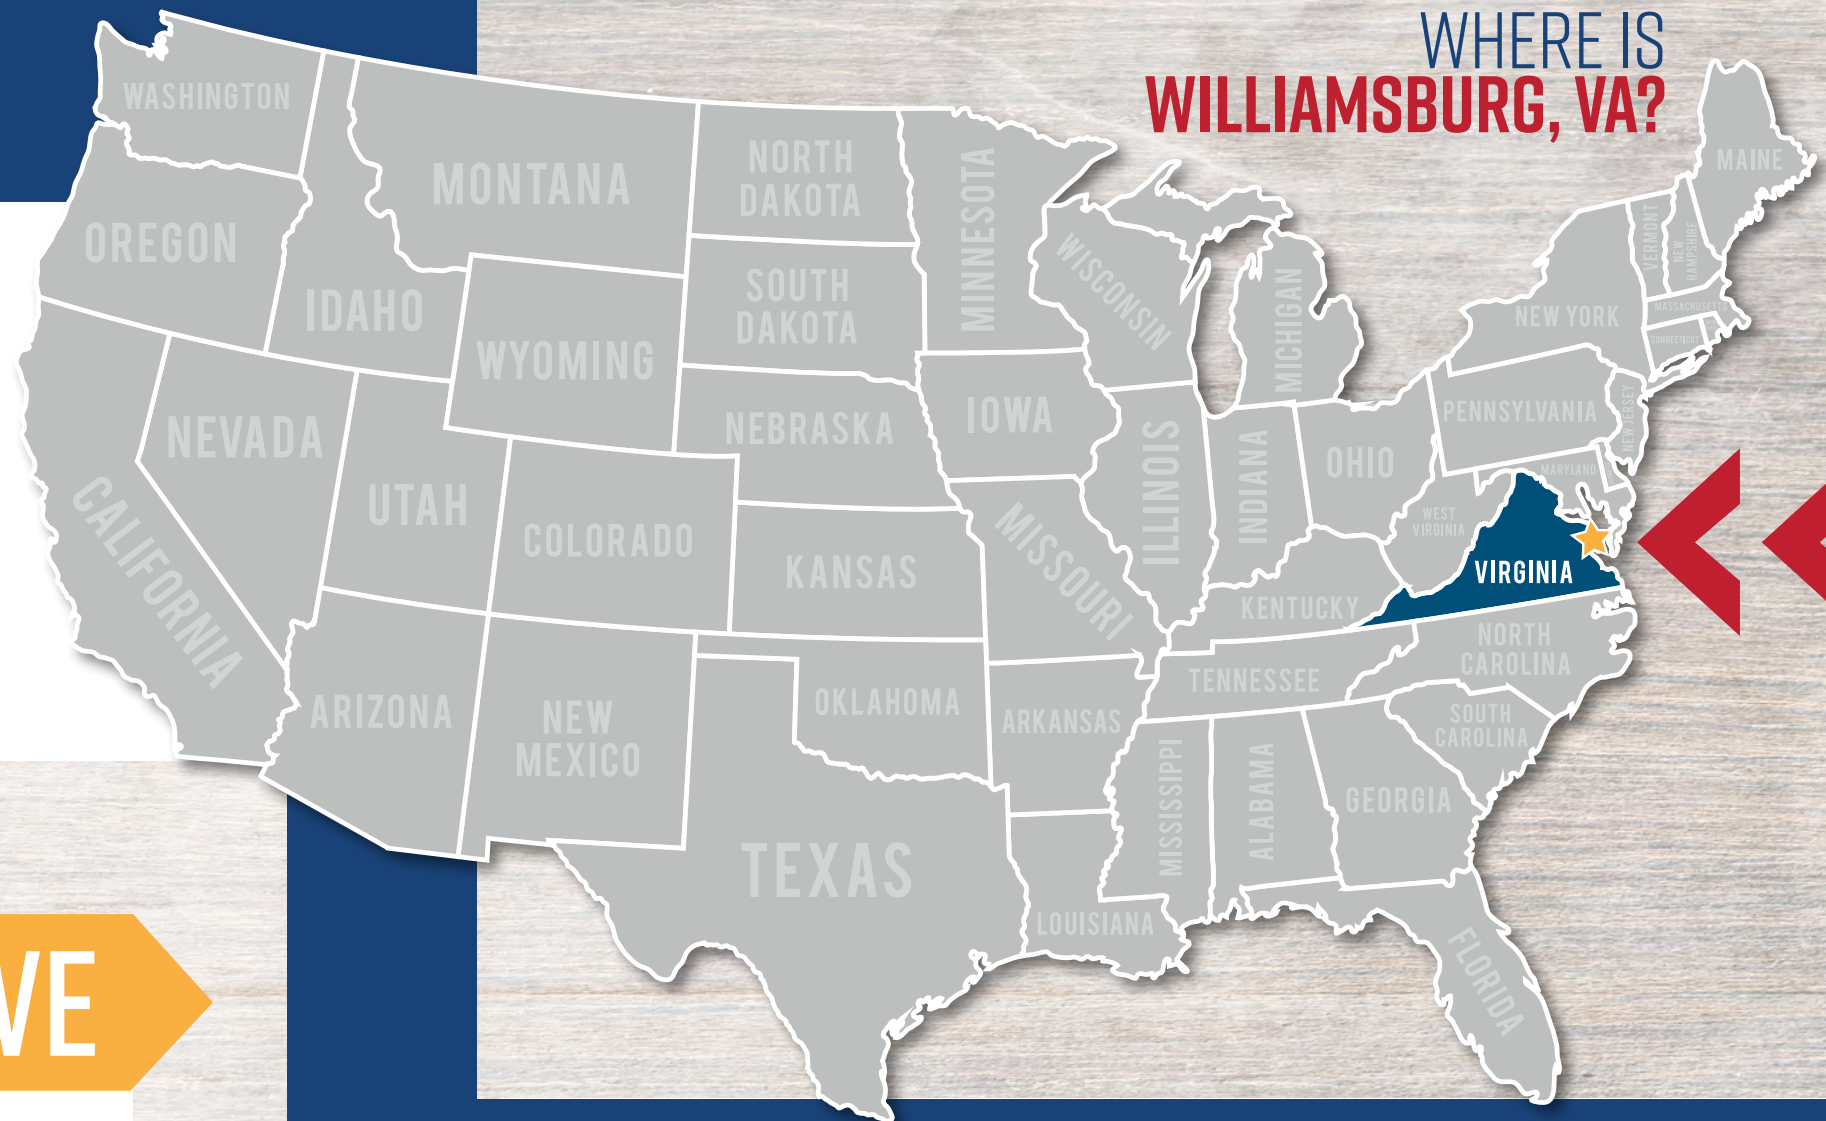 WHERE IS
WILLIAMSBURG, VA?
WASHINGTON
MONTANA
NORTH
DAKOTA
MINNESOTA
MAINE
OREGON
IDAHO
SOUTH
DAKOTA
WISCONSIN
MICHIGAN
VERMONT
NEW
HAMPSHIRE
MASSACHUSETTS
NEW YORK
CONNECTICUT
WYOMING
NEVADA
NEBRASKA
IOWA
ILLINOIS
INDIANA
OHIO
PENNSYLVANIA
NEW JERSEY
MARYLAND
CALIFORNIA
UTAH
COLORADO
KANSAS
MISSOURI
WEST
VIRGINIA
VIRGINIA
KENTUCKY
NORTH
CAROLINA
TENNESSEE
ARIZONA
NEW
MEXICO
OKLAHOMA
ARKANSAS
SOUTH
CAROLINA
MISSISSIPPI
ALABAMA
GEORGIA
TEXAS
LOUISIANA
FLORIDA
VE